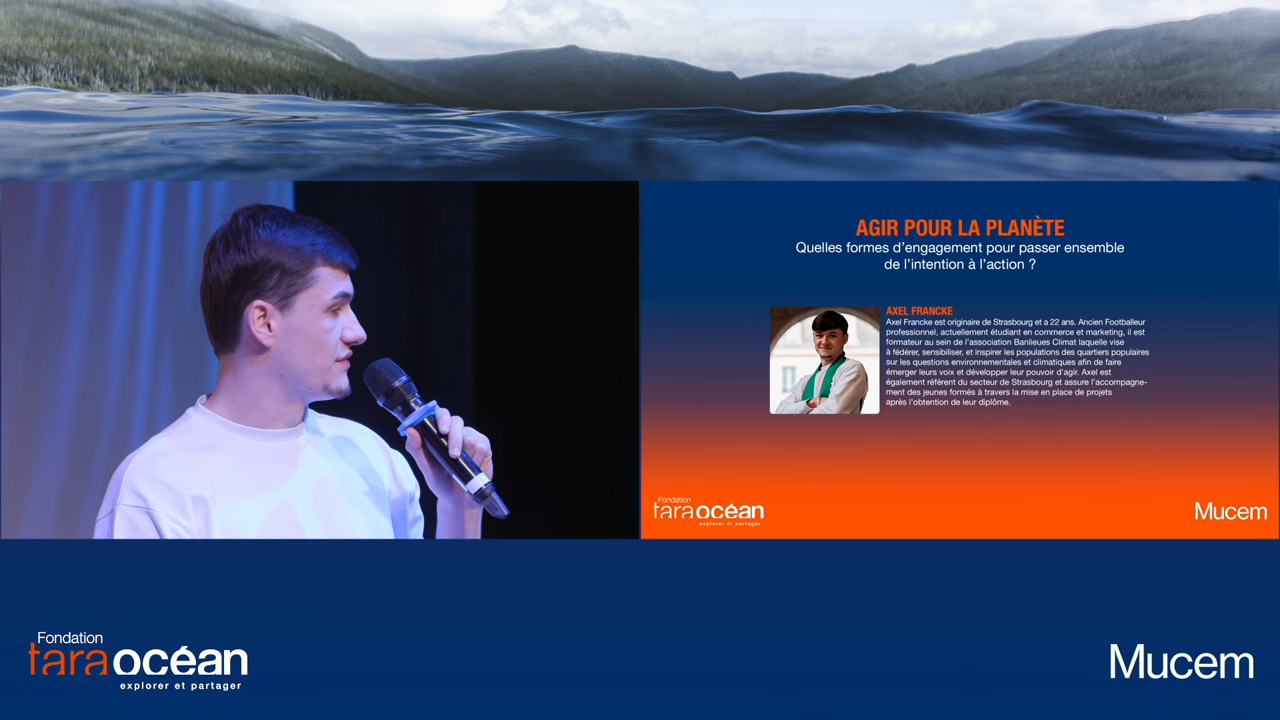 AGIR POUR LA PLANÈTE
Quelles formes d'engagement pour passer ensemble
de l'intention à l'action ?
AXEL FRANCKE
Axel Francke est originaire de Strasbourg et a 22 ans. Ancien Footballeur
professionnel, actuellement étudiant en commerce et marketing, il est
formateur au sein de l'association Banlieues Climat laquelle vise
à fédérer, sensibiliser, et inspirer les populations des quartiers populaires
sur les questions environnementales et climatiques afin de faire
émerger leurs voix et développer leur pouvoir d'agir. Axel est
également référent du secteur de Strasbourg et assure l'accompagne-
ment des jeunes formés à travers la mise en place de projets
après l'obtention de leur diplôme.
Fondation
taraocéan
explorer et partager
Mucem
Fondation
taraocéan
explorer et partager
Mucem